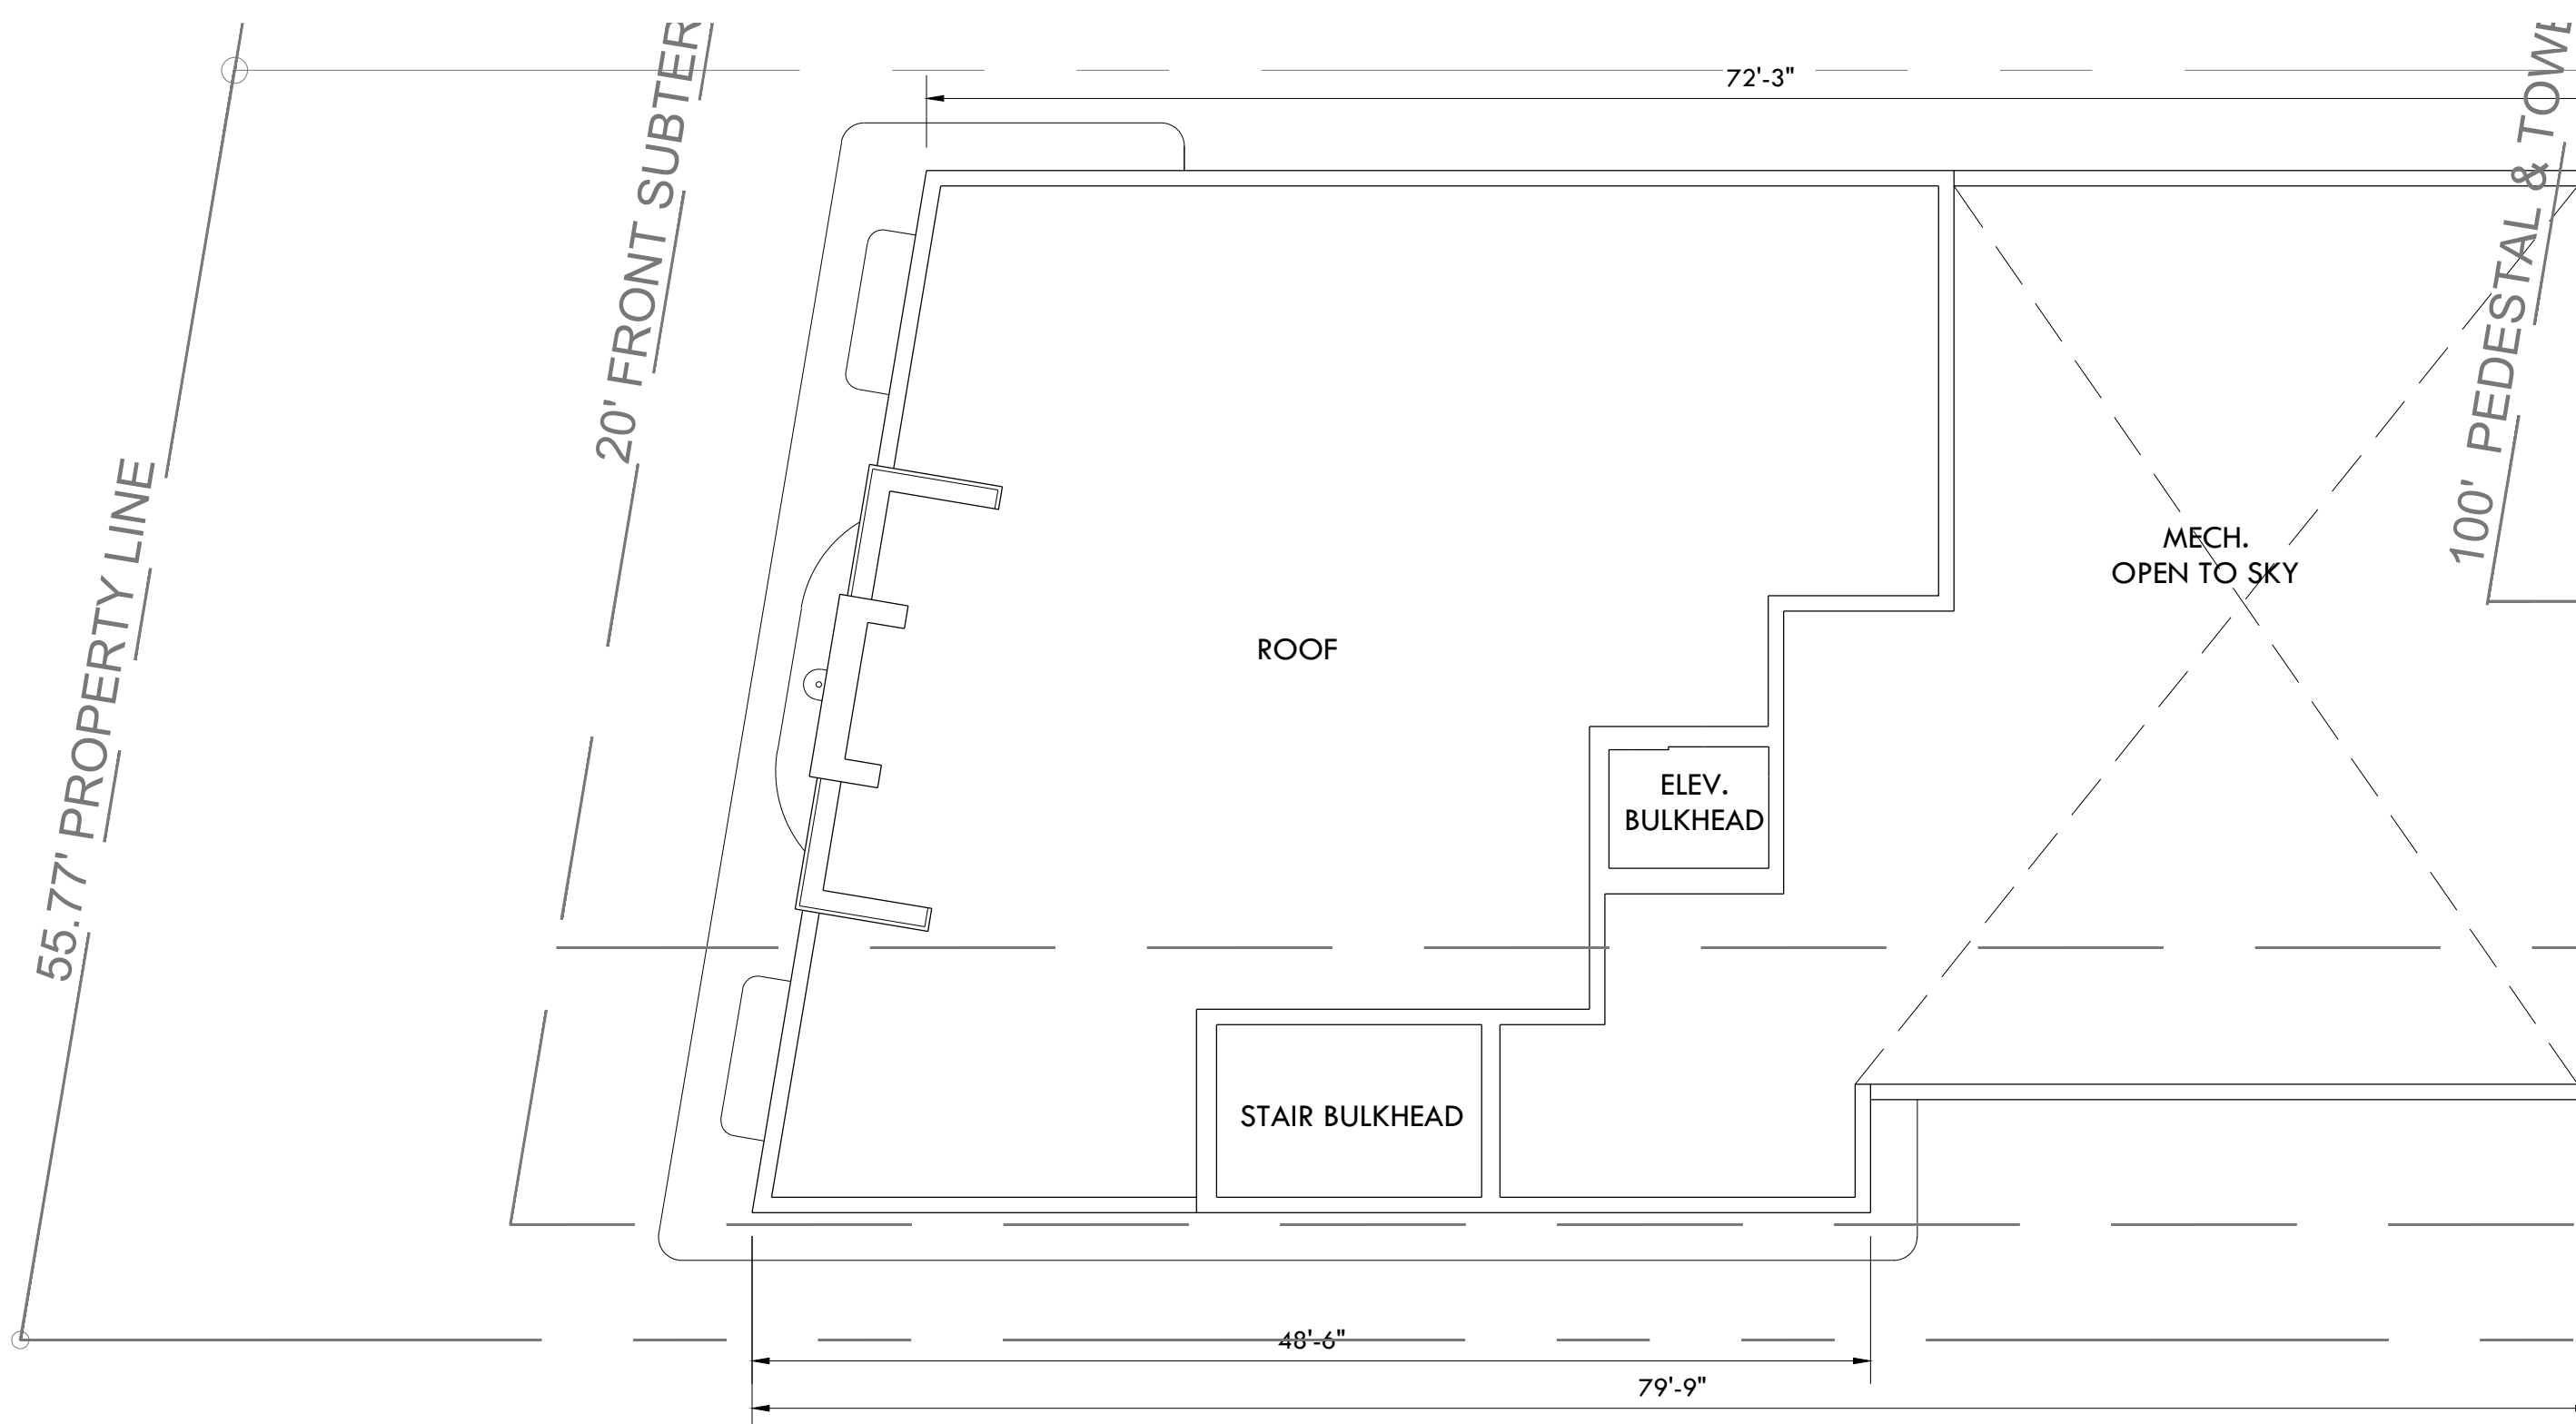 72'-3"
20' FRONT SUBTER
100' PEDESTAL & TOWE
55.77' PROPERTY LINE
MECH.
OPEN TO SKY
ROOF
ELEV.
BULKHEAD
STAIR BULKHEAD
48'-6"
79'-9"